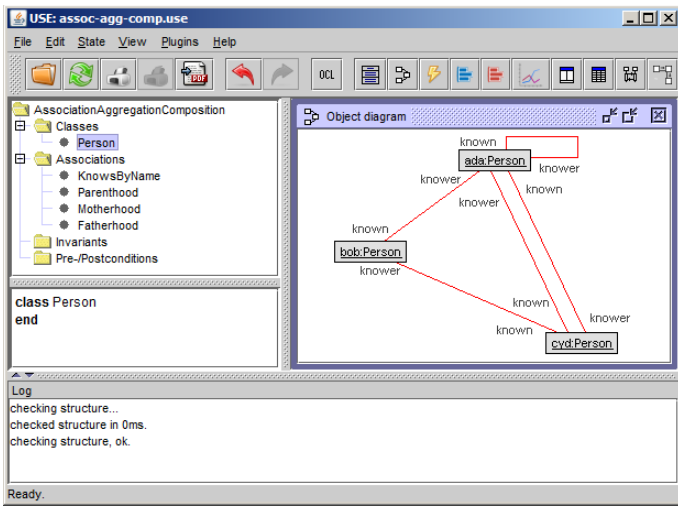 USE: assoc-agg-comp.use
File Edit State View Plugins Help
PDF OCL
AssociationAggregationComposition
Classes
Person
Associations
KnowsByName
Parenthood
Motherhood
Fatherhood
Invariants
Pre-/Postconditions
class Person
end
Object diagram
known
ada:Person
knower
knower
known
knower
known
bob:Person
knower
known
knower
known
cyd:Person
Log
checking structure...
checked structure in 0ms.
checking structure, ok.
Ready.